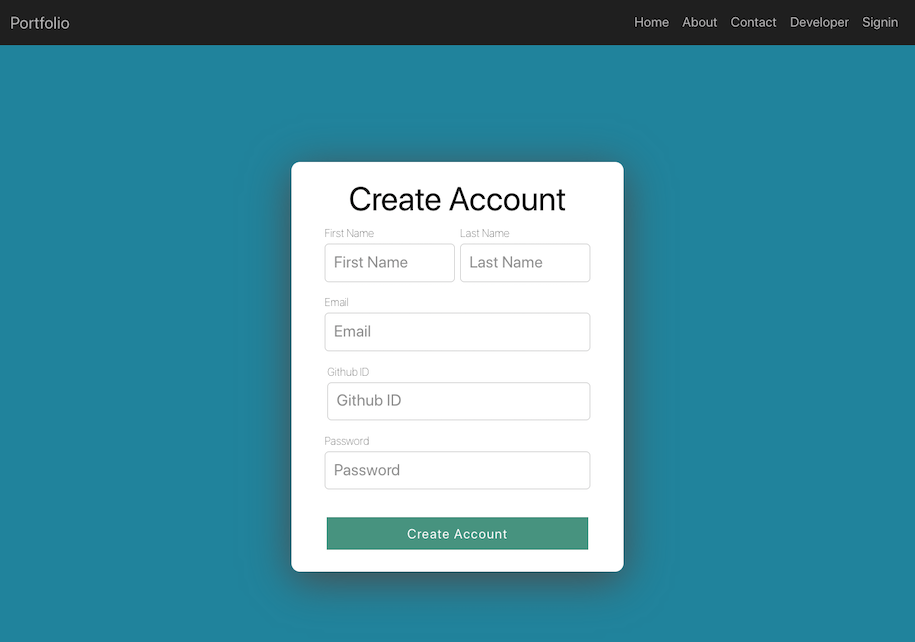 Portfolio Home About Contact Developer Signin
Create Account
First Name Last Name
First Name Last Name
Email
Email
Github ID
Github ID
Password
Password
Create Account